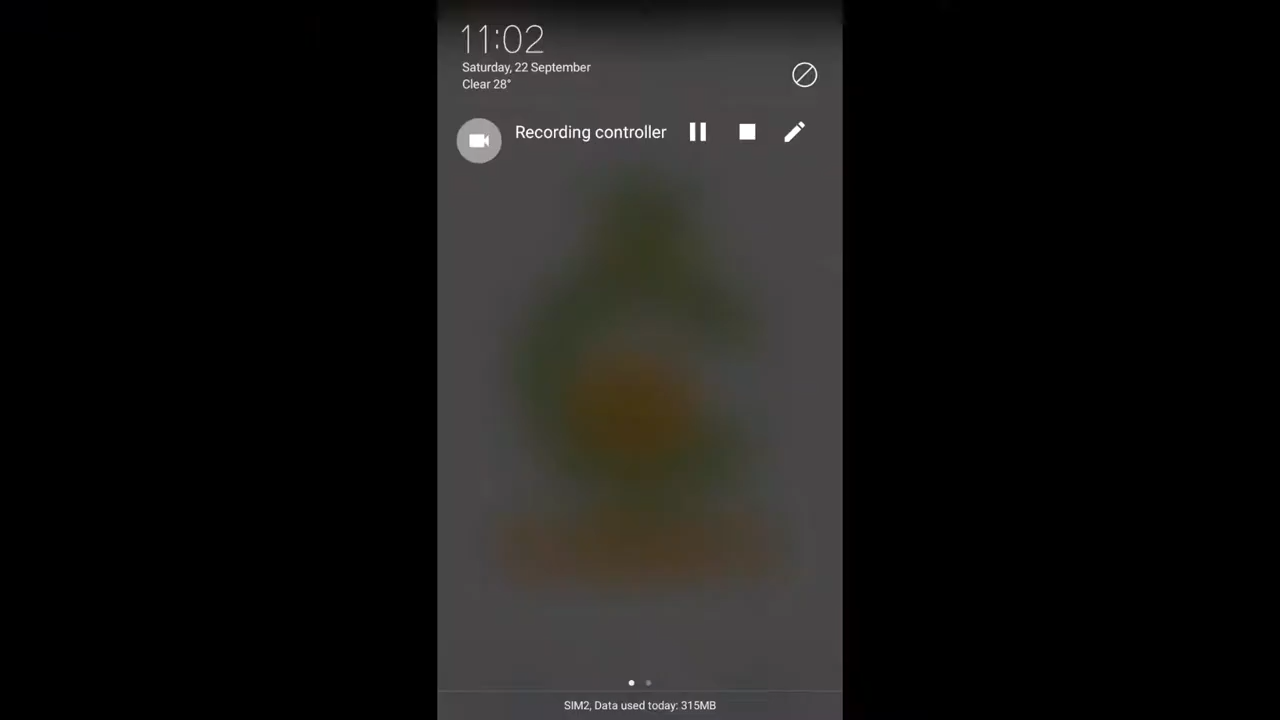 11:02
Saturday, 22 September
Clear 28°
Recording controller
SIM2, Data used today: 315MB